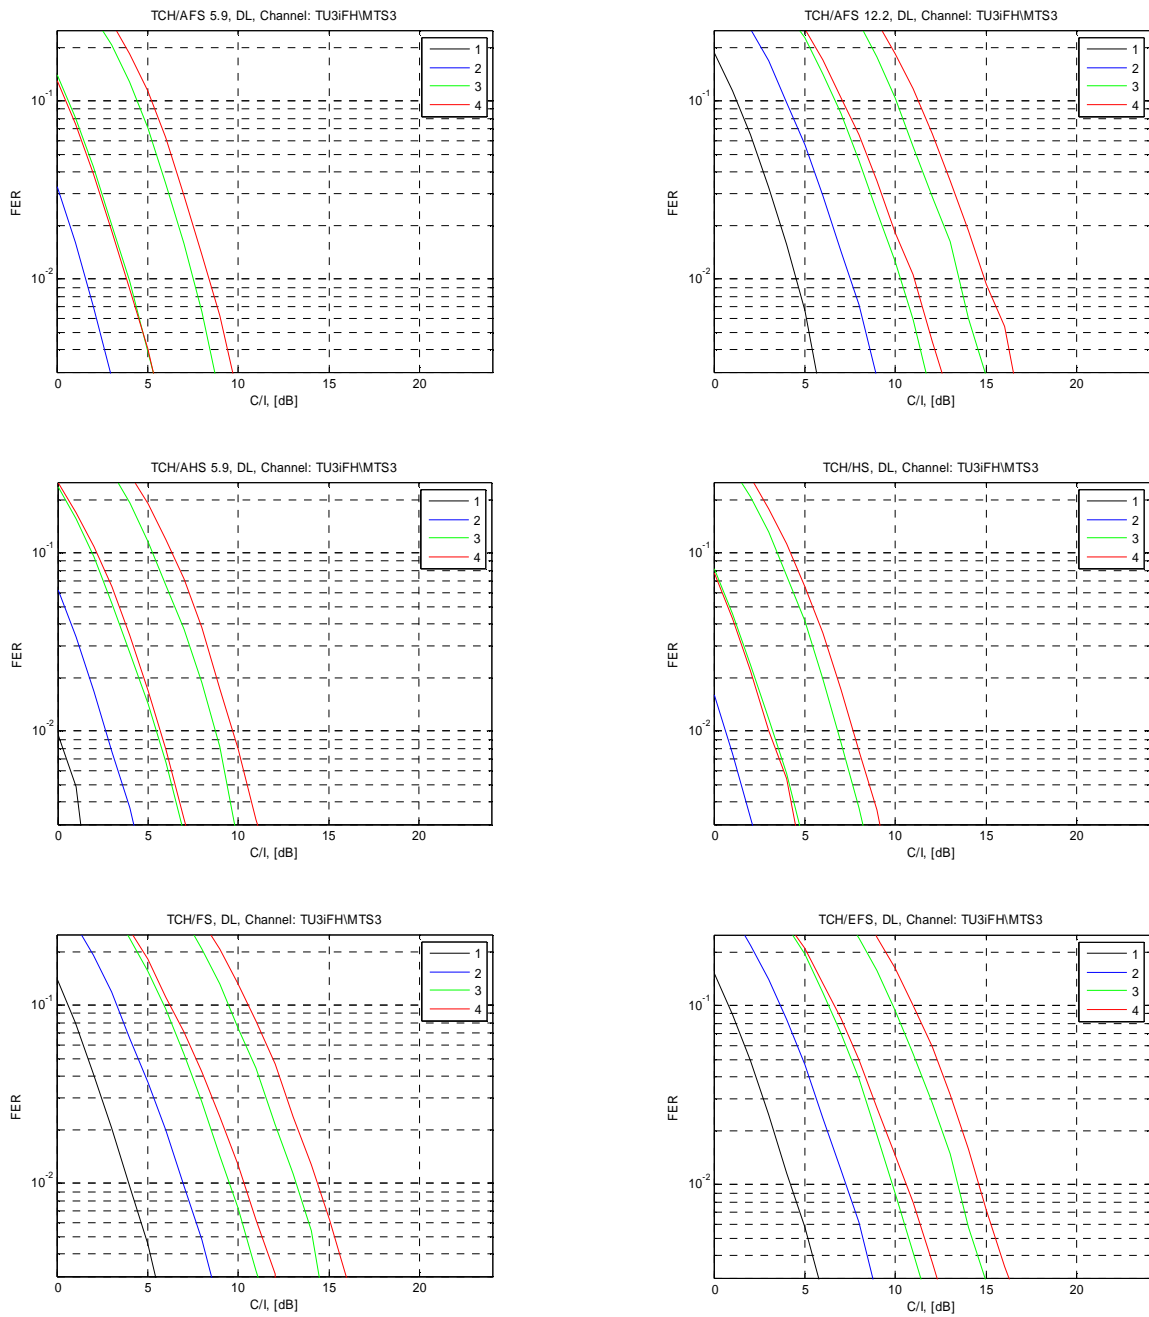 TCH/AFS 5.9, DL, Channel: TU3iFH\MTS3
1
2
3
4
10-1
10-2
FER
0 5 10 15 20
C/I, [dB]
TCH/AFS 12.2, DL, Channel: TU3iFH\MTS3
1
2
3
4
10-1
10-2
FER
0 5 10 15 20
C/I, [dB]
TCH/AHS 5.9, DL, Channel: TU3iFH\MTS3
1
2
3
4
10-1
10-2
FER
0 5 10 15 20
C/I, [dB]
TCH/HS, DL, Channel: TU3iFH\MTS3
1
2
3
4
10-1
10-2
FER
0 5 10 15 20
C/I, [dB]
TCH/FS, DL, Channel: TU3iFH\MTS3
1
2
3
4
10-1
10-2
FER
0 5 10 15 20
C/I, [dB]
TCH/EFS, DL, Channel: TU3iFH\MTS3
1
2
3
4
10-1
10-2
FER
0 5 10 15 20
C/I, [dB]